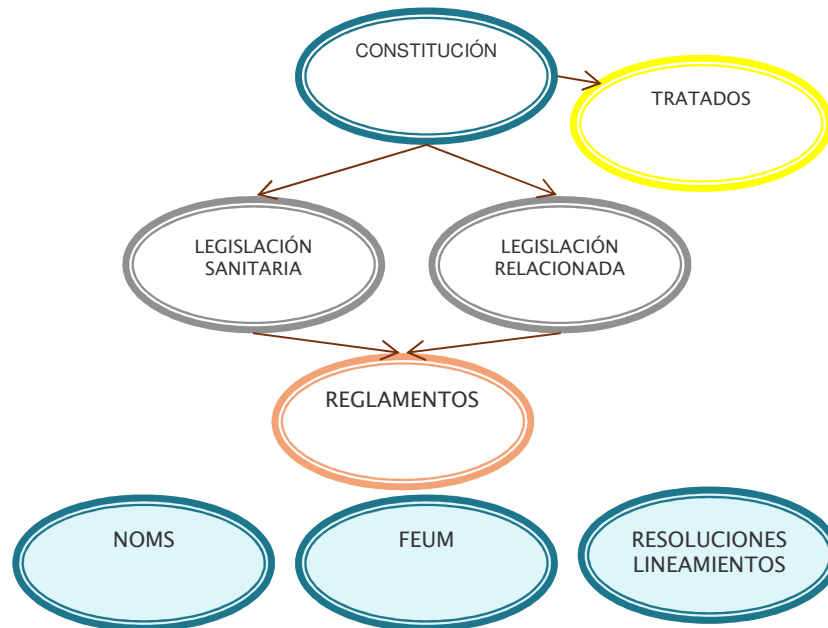 CONSTITUCIÓN
TRATADOS
LEGISLACIÓN
SANITARIA
LEGISLACIÓN
RELACIONADA
REGLAMENTOS
NOMS
FEUM
RESOLUCIONES
LINEAMIENTOS